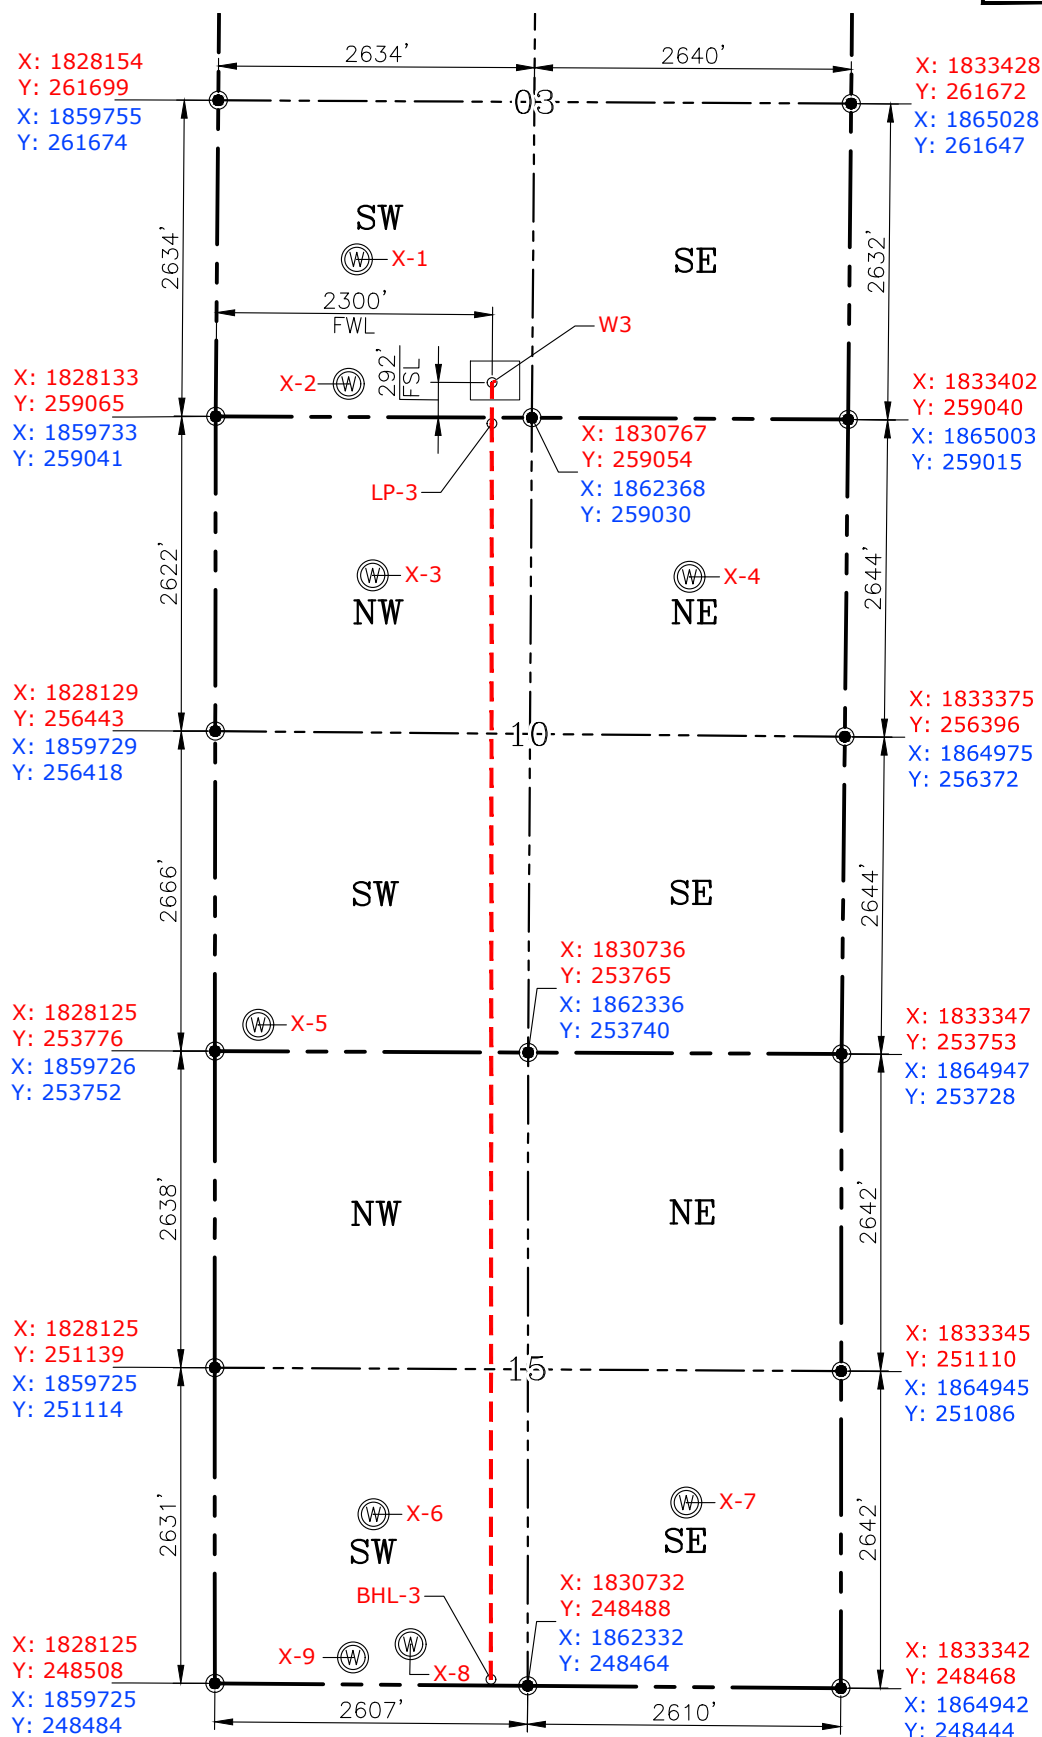 2634'
2640'
X: 1828154
Y: 261699
X: 1859755
Y: 261674
X: 1833428
Y: 261672
X: 1865028
Y: 261647
03
SW
X-1
SE
2634'
2632'
2300'
FWL
W3
292'
FSL
X-2
X: 1828133
Y: 259065
X: 1859733
Y: 259041
X: 1833402
Y: 259040
X: 1865003
Y: 259015
X: 1830767
Y: 259054
X: 1862368
Y: 259030
LP-3
W
W
W
X-3
W
X-4
NW
NE
2622'
2644'
X: 1828129
Y: 256443
X: 1859729
Y: 256418
10
X: 1833375
Y: 256396
X: 1864975
Y: 256372
2666'
SW
SE
2644'
X: 1830736
Y: 253765
X: 1862336
Y: 253740
X: 1828125
Y: 253776
X: 1859726
Y: 253752
W
X-5
X: 1833347
Y: 253753
X: 1864947
Y: 253728
2638'
NW
NE
2642'
X: 1828125
Y: 251139
X: 1859725
Y: 251114
15
X: 1833345
Y: 251110
X: 1864945
Y: 251086
2631'
W
X-6
SW
W
X-7
SE
2642'
BHL-3
X: 1830732
Y: 248488
X: 1862332
Y: 248464
X-9
W
W
X-8
X: 1828125
Y: 248508
X: 1859725
Y: 248484
X: 1833342
Y: 248468
X: 1864942
Y: 248444
2607'
2610'